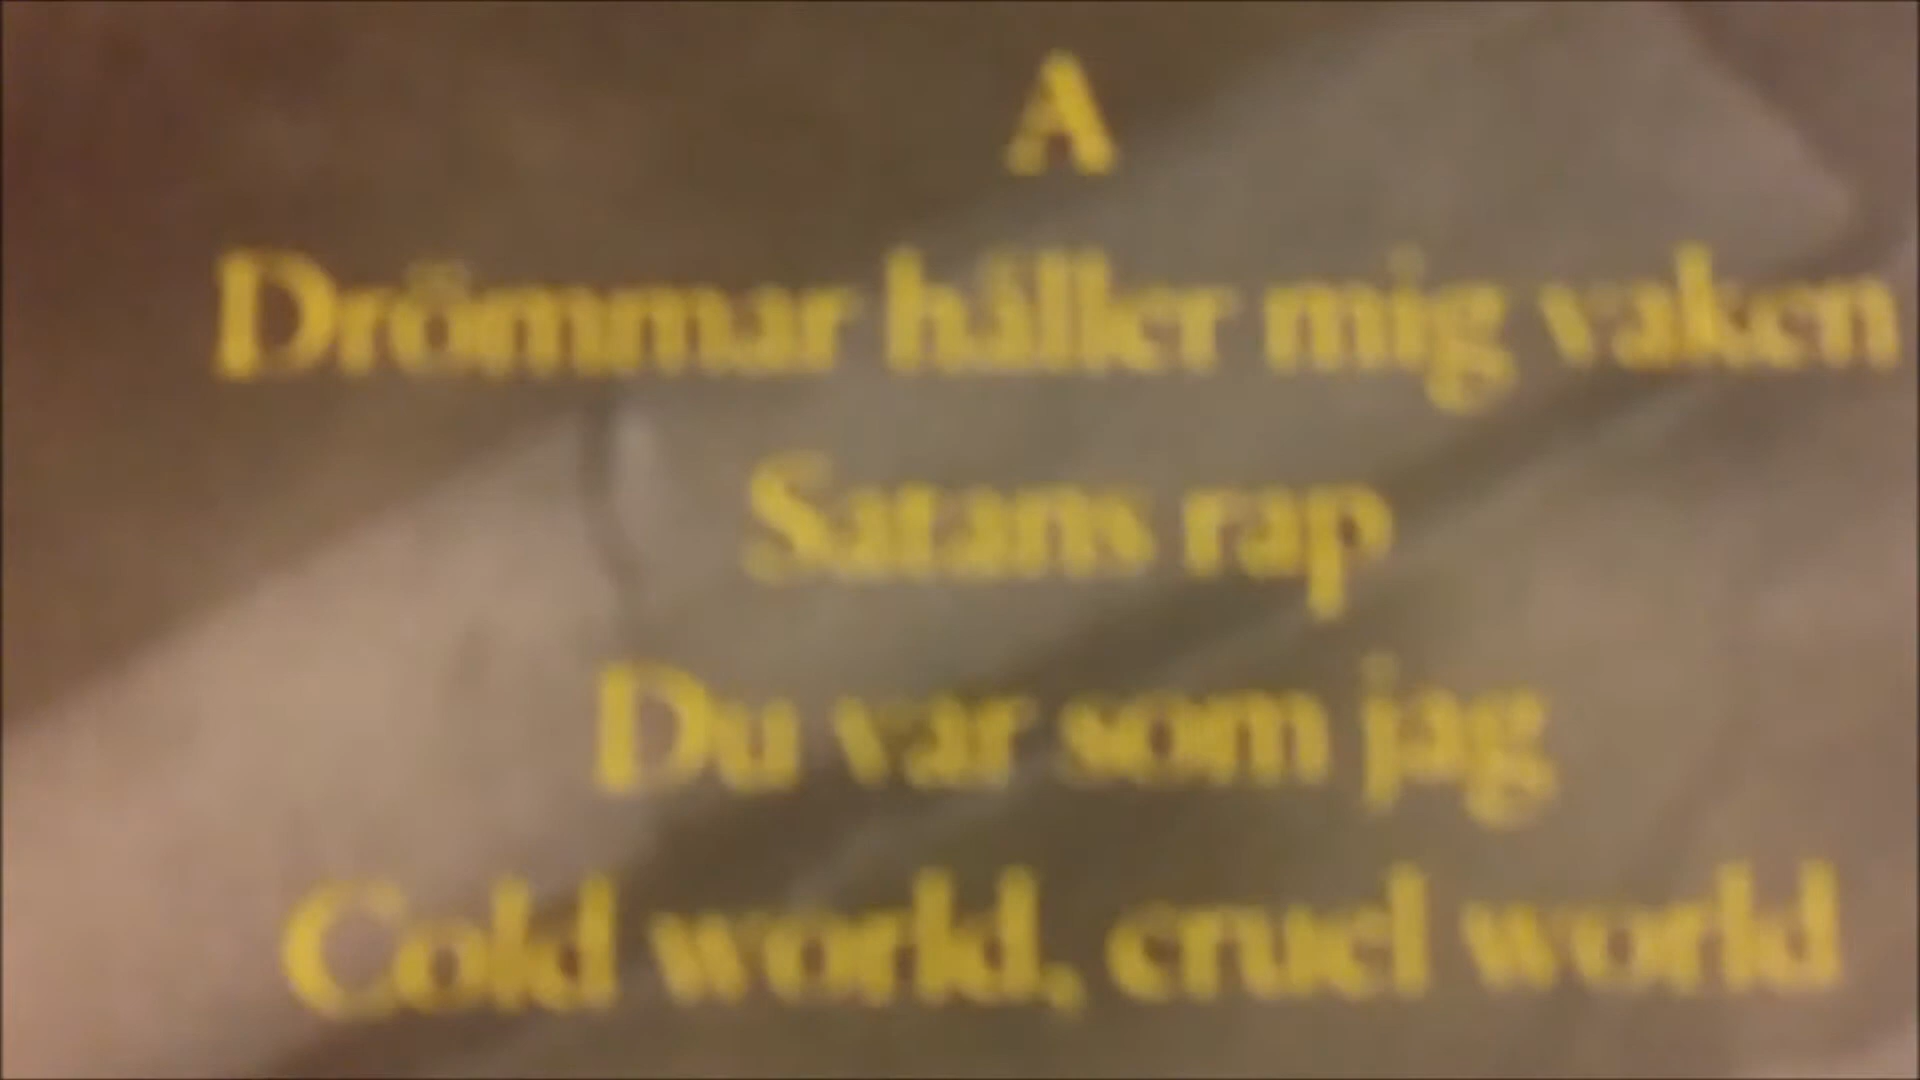 A
Drömmar håller mig vaken
Satans rap
Du var som jag
Cold world, cruel world